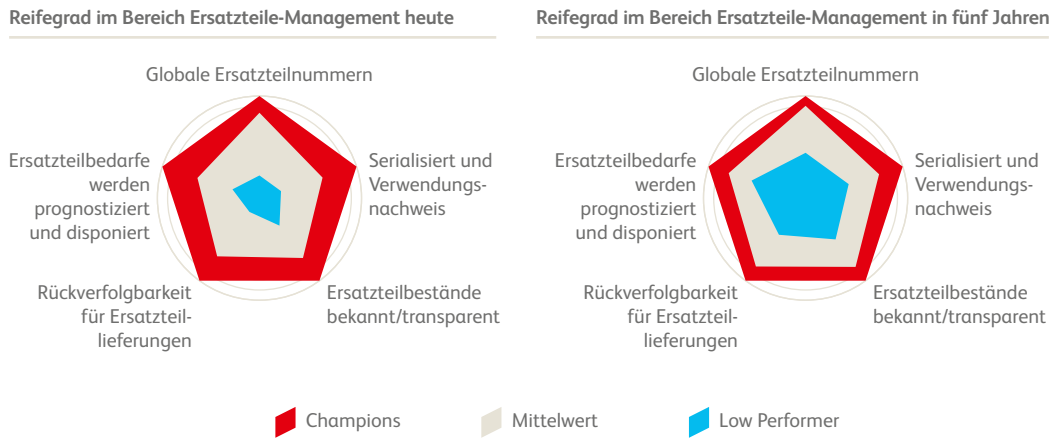 Reifegrad im Bereich Ersatzteile-Management heute
Globale Ersatzteilnummern
Ersatzteilbedarfe
werden
prognostiziert
und disponiert
Serialisiert und
Verwendungs-
nachweis
Rückverfolgbarkeit
für Ersatzteil-
lieferungen
Ersatzteilbestände
bekannt/transparent
Reifegrad im Bereich Ersatzteile-Management in fünf Jahren
Globale Ersatzteilnummern
Ersatzteilbedarfe
werden
prognostiziert
und disponiert
Serialisiert und
Verwendungs-
nachweis
Rückverfolgbarkeit
für Ersatzteil-
lieferungen
Ersatzteilbestände
bekannt/transparent
Champions
Mittelwert
Low Performer